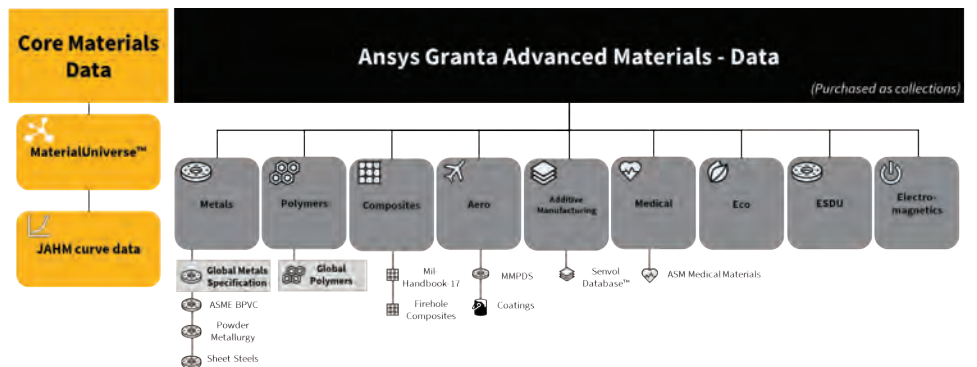 Core Materials
Data
Ansys Granta Advanced Materials - Data
(Purchased as collections)
MaterialUniverse™
JAHM curve data
Metals
Polymers
Composites
Aero
Additive
Manufacturing
Medical
Eco
ESDU
Electro-
magnetics
Global Metals
Specification
ASME BPVC
Powder
Metallurgy
Sheet Steels
Global
Polymers
Mil-
Handbook 17
Firehole
Composites
MMPDS
Coatings
Senvol
Database™
ASM Medical Materials